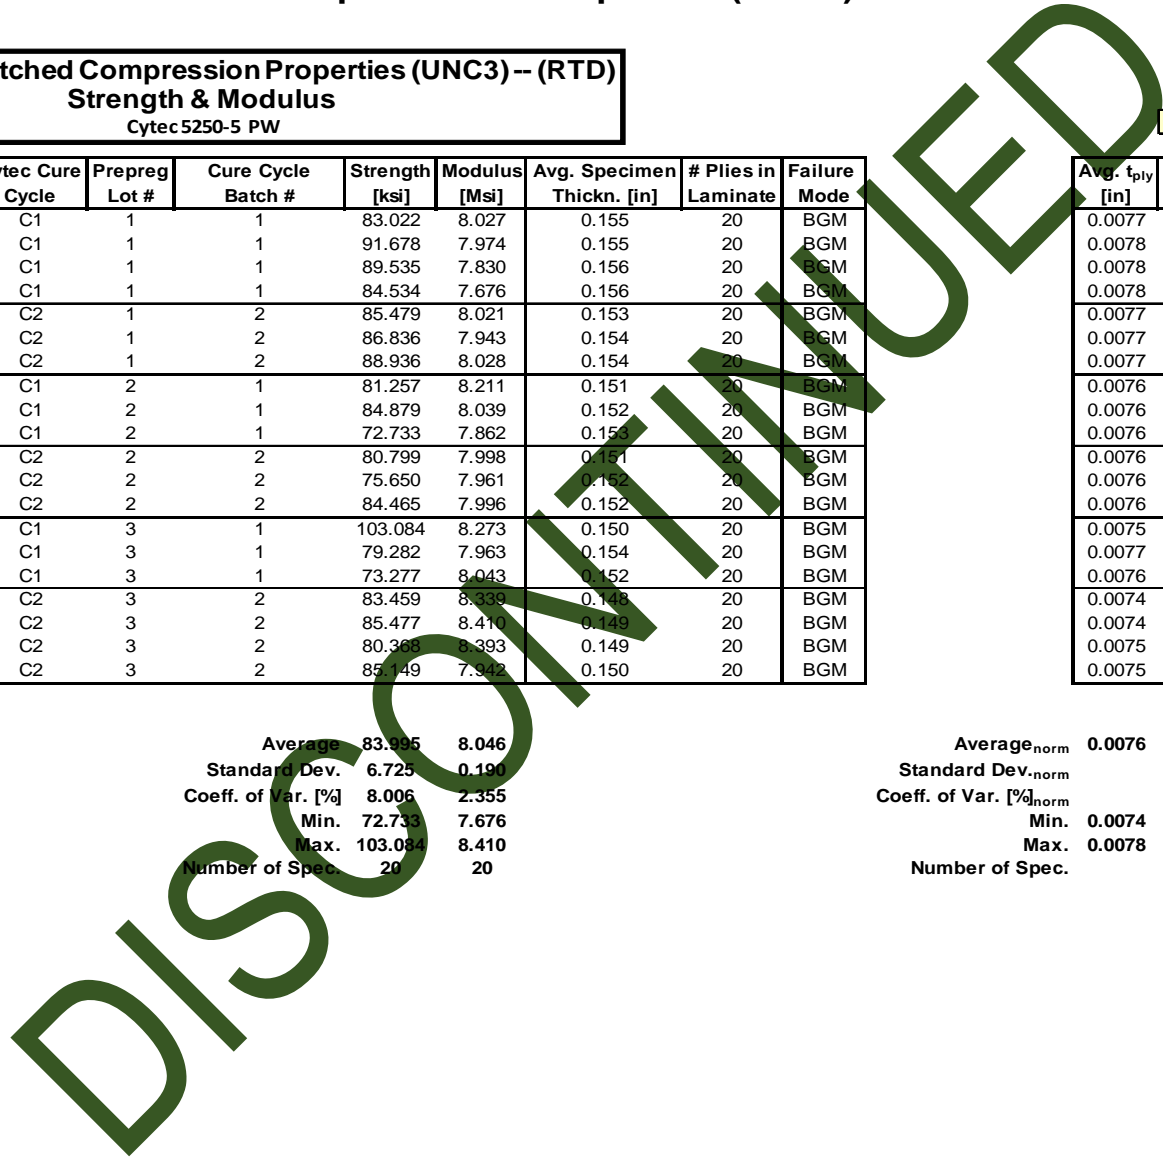 tched Compression Properties (UNC3) -- (RTD)
Strength & Modulus
Cytec 5250-5 PW
tec Cure Prepreg Cure Cycle Strength Modulus Avg. Specimen # Plies in Failure Avg. tply
Cycle Lot # Batch # [ksi] [Msi] Thickn. [in] Laminate Mode [in]
C1 1 1 83.022 8.027 0.155 20 BGM 0.0077
C1 1 1 91.678 7.974 0.155 20 BGM 0.0078
C1 1 1 89.535 7.830 0.156 20 BGM 0.0078
C1 1 1 84.534 7.676 0.156 20 BGM 0.0078
C2 1 2 85.479 8.021 0.153 20 BGM 0.0077
C2 1 2 86.836 7.943 0.154 20 BGM 0.0077
C2 1 2 88.936 8.028 0.154 20 BGM 0.0077
C1 2 1 81.257 8.211 0.151 20 BGM 0.0076
C1 2 1 84.879 8.039 0.152 20 BGM 0.0076
C1 2 1 72.733 7.862 0.153 20 BGM 0.0076
C2 2 2 80.799 7.998 0.151 20 BGM 0.0076
C2 2 2 75.650 7.961 0.152 20 BGM 0.0076
C2 2 2 84.465 7.996 0.152 20 BGM 0.0076
C1 3 1 103.084 8.273 0.150 20 BGM 0.0075
C1 3 1 79.282 7.963 0.154 20 BGM 0.0077
C1 3 1 73.277 8.043 0.152 20 BGM 0.0076
C2 3 2 83.459 8.339 0.148 20 BGM 0.0074
C2 3 2 85.477 8.410 0.149 20 BGM 0.0074
C2 3 2 80.368 8.393 0.149 20 BGM 0.0075
C2 3 2 85.149 7.942 0.150 20 BGM 0.0075
Average 83.995 8.046 Averagenorm 0.0076
Standard Dev. 6.725 0.190 Standard Dev.norm
Coeff. of Var. [%] 8.006 2.355 Coeff. of Var. [%]norm
Min. 72.733 7.676 Min. 0.0074
Max. 103.084 8.410 Max. 0.0078
Number of Spec. 20 20 Number of Spec.
DISCONTINUED